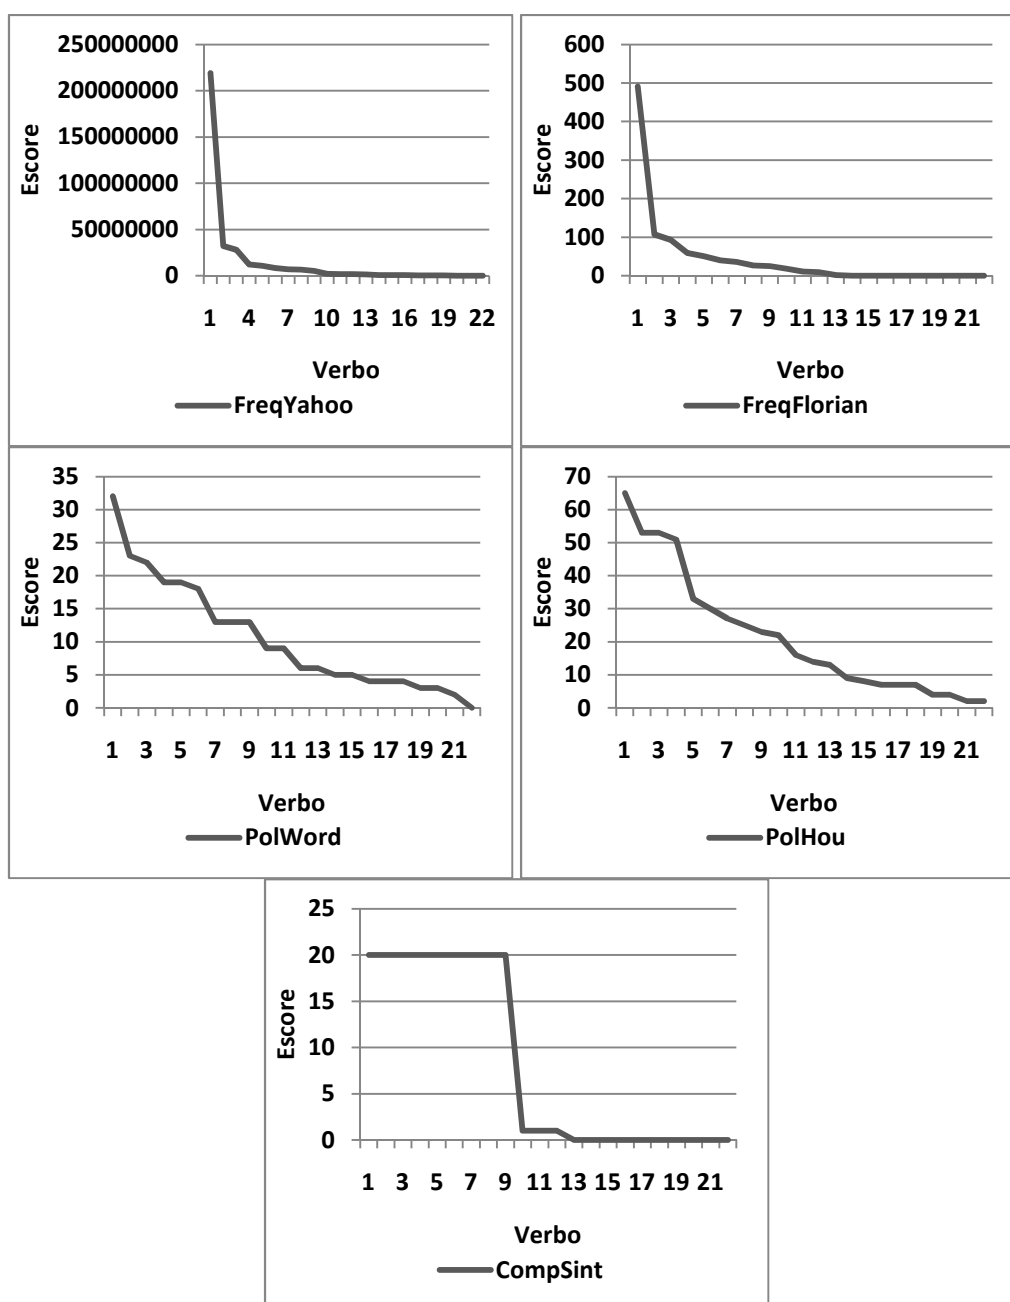 250000000
200000000
150000000
100000000
50000000
0
Escore
1 4 7 10 13 16 19 22
Verbo
FreqYahoo
600
500
400
300
200
100
0
Escore
1 3 5 7 9 11 13 15 17 19 21
Verbo
FreqFlorian
35
30
25
20
15
10
5
0
Escore
1 3 5 7 9 11 13 15 17 19 21
Verbo
PolWord
70
60
50
40
30
20
10
0
Escore
1 3 5 7 9 11 13 15 17 19 21
Verbo
PolHou
25
20
15
10
5
0
Escore
1 3 5 7 9 11 13 15 17 19 21
Verbo
CompSint